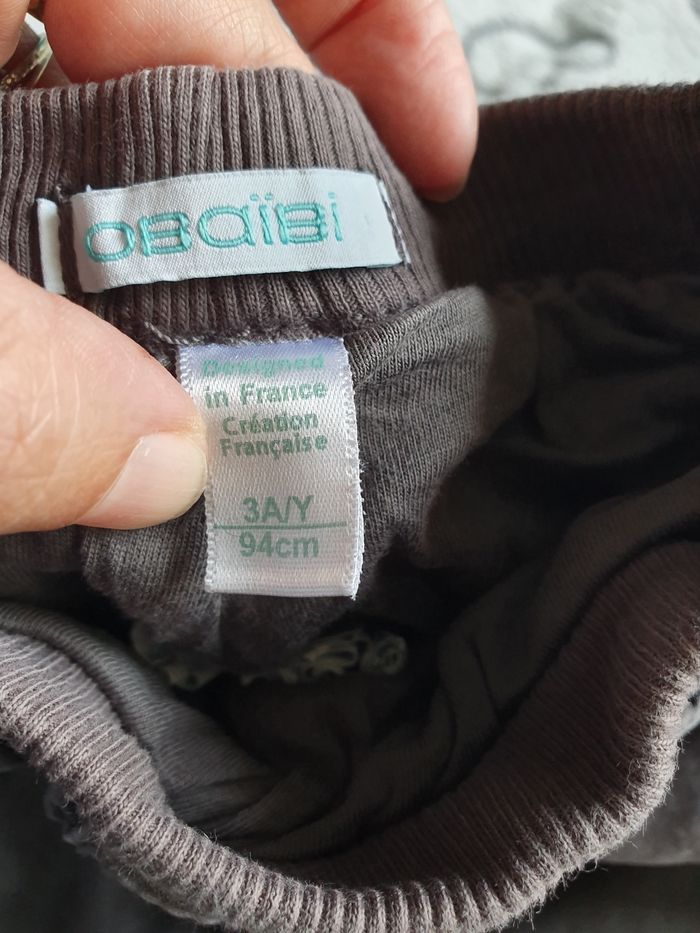 OBaïBi
Designed
in France
Création
Française
3A/Y
94cm